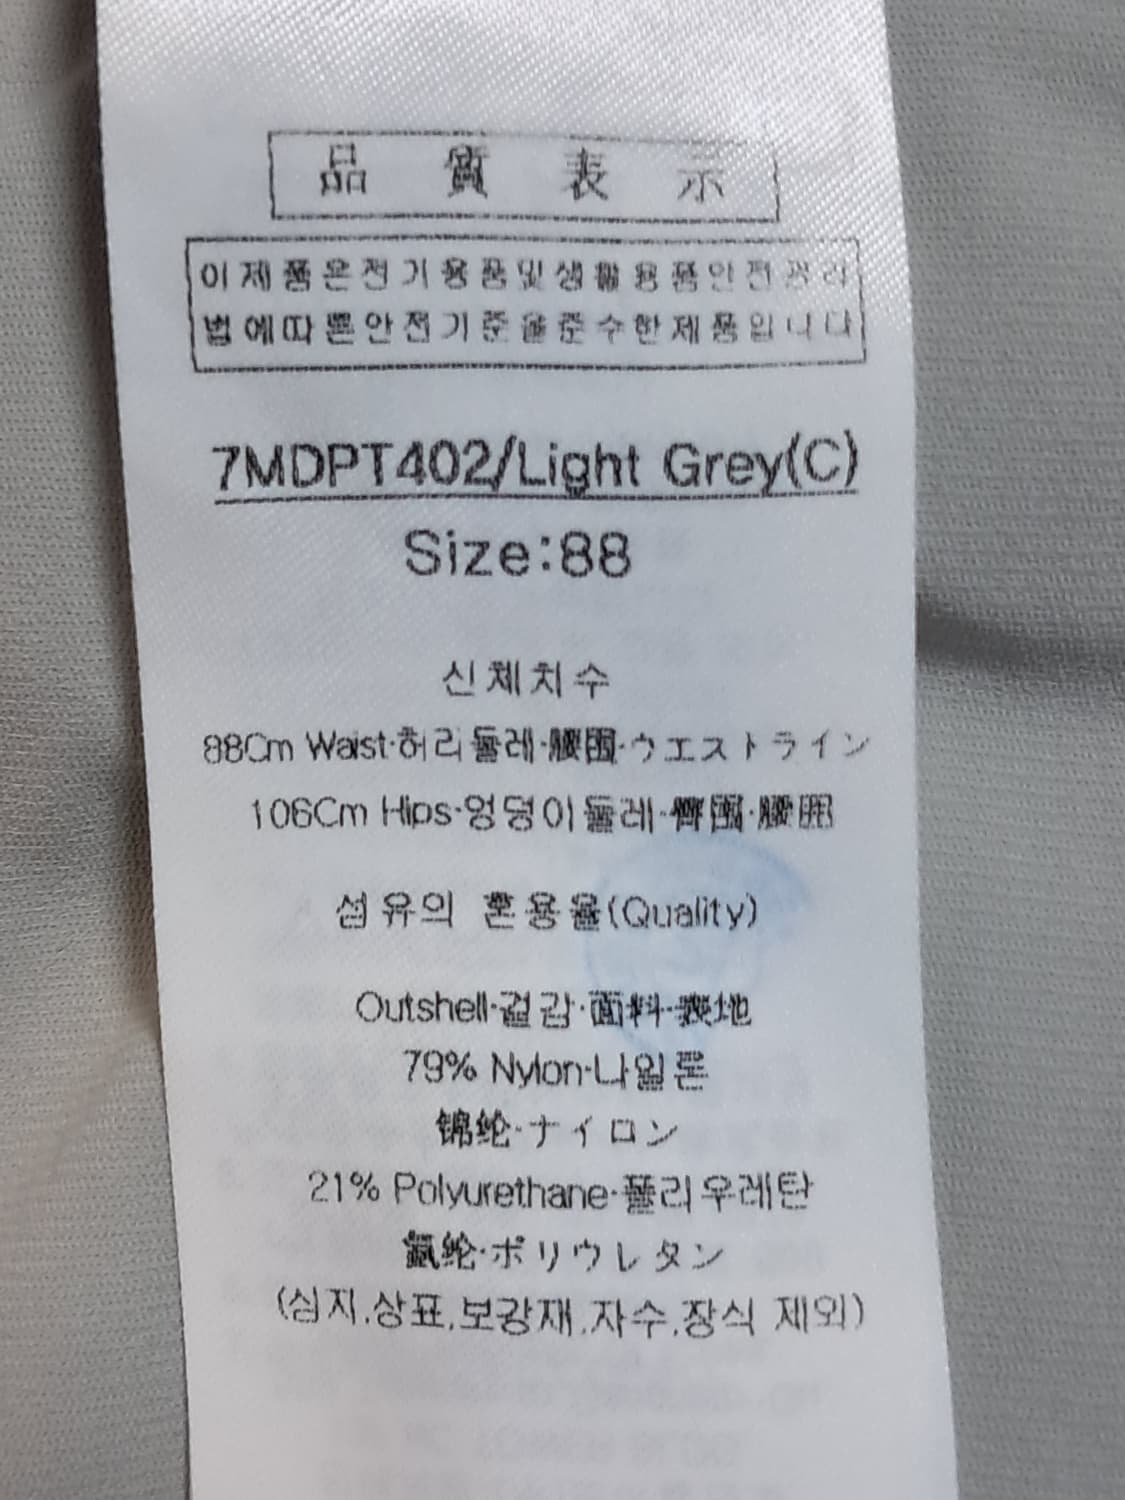 品質表示
이제품은전기용품및생활용품안전관리
법에따른안전기준을준수한제품입니다
7MDPT402/Light Grey(C)
Size:88
신체치수
88Cm Waist·허리둘레·腰围·ウエストライン
106Cm Hips·엉덩이둘레·臀围·腰囲
섬유의 혼용율(Quality)
Outshell·겉감·面料·表地
79% Nylon·나일론
锦纶·ナイロン
21% Polyurethane·폴리우레탄
氨纶·ポリウレタン
(심지,상표,보강재,자수,장식 제외)